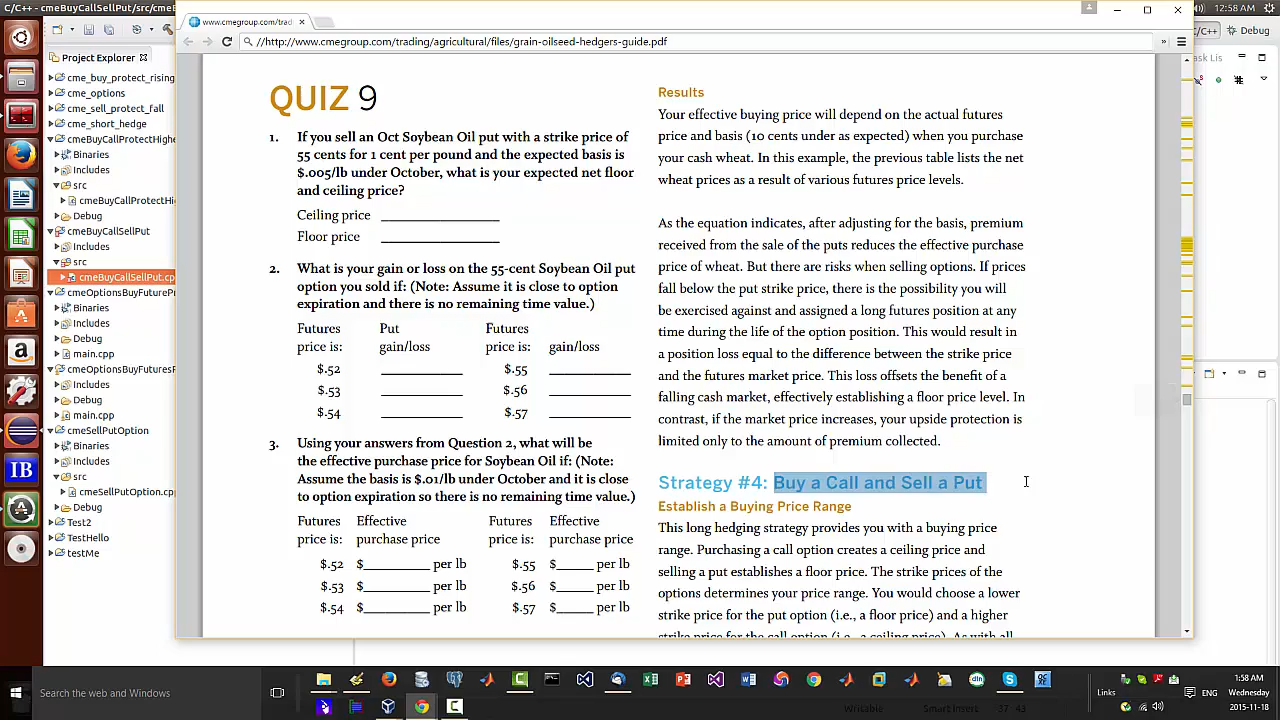 C/C++ - cmeBuyCallSellPut/src/cmeB
12:58 AM
www.cmegroup.com/trad
//http://www.cmegroup.com/trading/agricultural/files/grain-oilseed-hedgers-guide.pdf
Debug
Project Explorer
cme_buy_protect_rising
cme_options
cme_sell_protect_fall
cme_short_hedge
cmeBuyCallProtectHighe
Binaries
Includes
src
cmeBuyCallProtectHi
Debug
cmeBuyCallSellPut
Includes
src
cmeBuyCallSellPut.cp
cmeOptionsBuyFuturePr
Binaries
Includes
Debug
main.cpp
cmeOptionsBuyFuturesF
Includes
Debug
main.cpp
cmeSellPutOption
Binaries
Includes
src
cmeSellPutOption.cp
Debug
Test2
TestHello
testMe
QUIZ 9
1. If you sell an Oct Soybean Oil put with a strike price of
55 cents for 1 cent per pound and the expected basis is
$.005/lb under October, what is your expected net floor
and ceiling price?
Ceiling price
Floor price
2. What is your gain or loss on the 55-cent Soybean Oil put
option you sold if: (Note: Assume it is close to option
expiration and there is no remaining time value.)
Futures Put Futures Put
price is: gain/loss price is: gain/loss
$.52 $.55
$.53 $.56
$.54 $.57
3. Using your answers from Question 2, what will be
the effective purchase price for Soybean Oil if: (Note:
Assume the basis is $.01/lb under October and it is close
to option expiration so there is no remaining time value.)
Futures Effective Futures Effective
price is: purchase price price is: purchase price
$.52 $ per lb $.55 $ per lb
$.53 $ per lb $.56 $ per lb
$.54 $ per lb $.57 $ per lb
Results
Your effective buying price will depend on the actual futures
price and basis (10 cents under as expected) when you purchase
your cash wheat. In this example, the previous table lists the net
wheat prices as a result of various futures price levels.
As the equation indicates, after adjusting for the basis, premium
received from the sale of the puts reduces the effective purchase
price of wheat. But there are risks when selling options. If prices
fall below the put strike price, there is the possibility you will
be exercised against and assigned a long futures position at any
time during the life of the option position. This would result in
a position loss equal to the difference between the strike price
and the futures market price. This loss offsets the benefit of a
falling cash market, effectively establishing a floor price level. In
contrast, if the market price increases, your upside protection is
limited only to the amount of premium collected.
Strategy #4: Buy a Call and Sell a Put
Establish a Buying Price Range
This long hedging strategy provides you with a buying price
range. Purchasing a call option creates a ceiling price and
selling a put establishes a floor price. The strike prices of the
options determines your price range. You would choose a lower
strike price for the put option (i.e., a floor price) and a higher
strike price for the call option (i.e., a ceiling price). As with all
IB
Search the web and Windows
Links
ENG
1:58 AM
Wednesday
2015-11-18